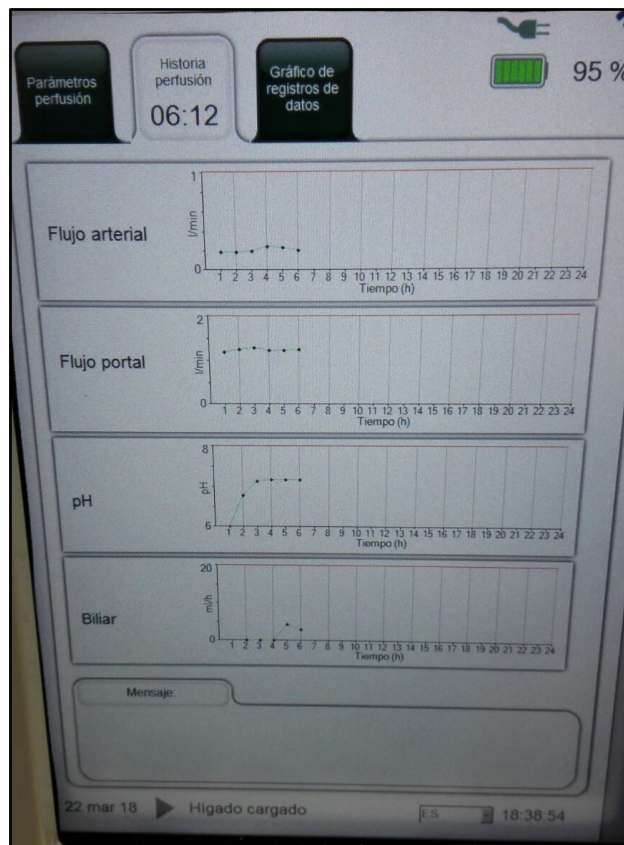 Parámetros
perfusión
Historia
perfusión
06:12
Gráfico de
registros de
datos
95 %
Flujo arterial
1
l/min
0
1 2 3 4 5 6 7 8 9 10 11 12 13 14 15 16 17 18 19 20 21 22 23 24
Tiempo (h)
Flujo portal
2
l/min
0
1 2 3 4 5 6 7 8 9 10 11 12 13 14 15 16 17 18 19 20 21 22 23 24
Tiempo (h)
pH
8
pH
6
1 2 3 4 5 6 7 8 9 10 11 12 13 14 15 16 17 18 19 20 21 22 23 24
Tiempo (h)
Biliar
20
ml/h
0
1 2 3 4 5 6 7 8 9 10 11 12 13 14 15 16 17 18 19 20 21 22 23 24
Tiempo (h)
Mensaje:
22 mar 18
Hígado cargado
ES
18:38:54